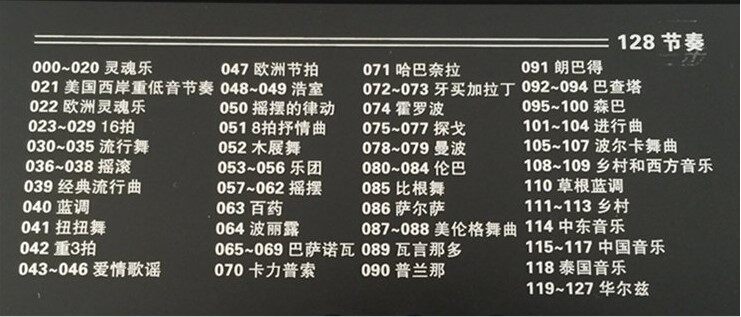 128 节奏
000~020 灵魂乐
021 美国西岸重低音节奏
022 欧洲灵魂乐
023~029 16拍
030~035 流行舞
036~038 摇滚
039 经典流行曲
040 蓝调
041 扭扭舞
042 重3拍
043~046 爱情歌谣
047 欧洲节拍
048~049 浩室
050 摇摆的律动
051 8拍抒情曲
052 木展舞
053~056 乐团
057~062 摇摆
063 百药
064 波丽露
065~069 巴萨诺瓦
070 卡力普索
071 哈巴奈拉
072~073 牙买加拉丁
074 霍罗波
075~077 探戈
078~079 曼波
080~084 伦巴
085 比根舞
086 萨尔萨
087~088 美伦格舞曲
089 瓦言那多
090 普兰那
091 朗巴得
092~094 巴查塔
095~100 森巴
101~104 进行曲
105~107 波尔卡舞曲
108~109 乡村和西方音乐
110 草根蓝调
111~113 乡村
114 中东音乐
115~117 中国音乐
118 泰国音乐
119~127 华尔兹